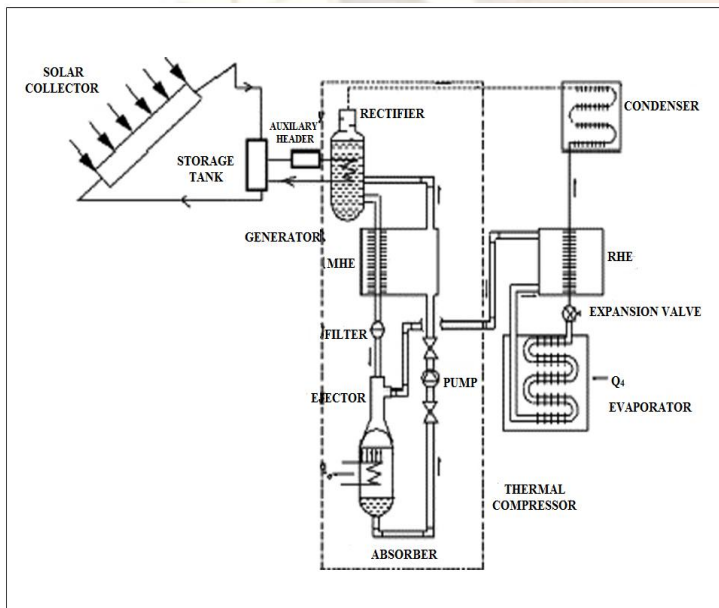 SOLAR
COLLECTOR
RECTIFIER
CONDENSER
AUXILARY
HEADER
STORAGE
TANK
GENERATOR
MHE
RHE
EXPANSION VALVE
FILTER
PUMP
Q4
EJECTOR
EVAPORATOR
THERMAL
COMPRESSOR
ABSORBER